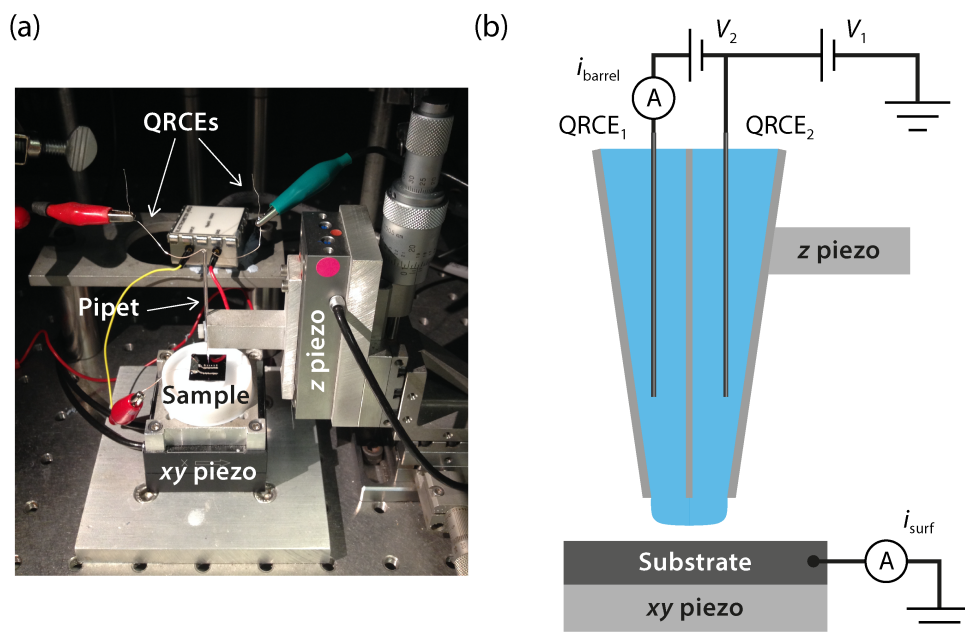 (a)
QRCEs
Pipet
z piezo
Sample
xy piezo
(b)
V2
V1
ibarrel
A
QRCE1
QRCE2
z piezo
isurf
Substrate
A
xy piezo